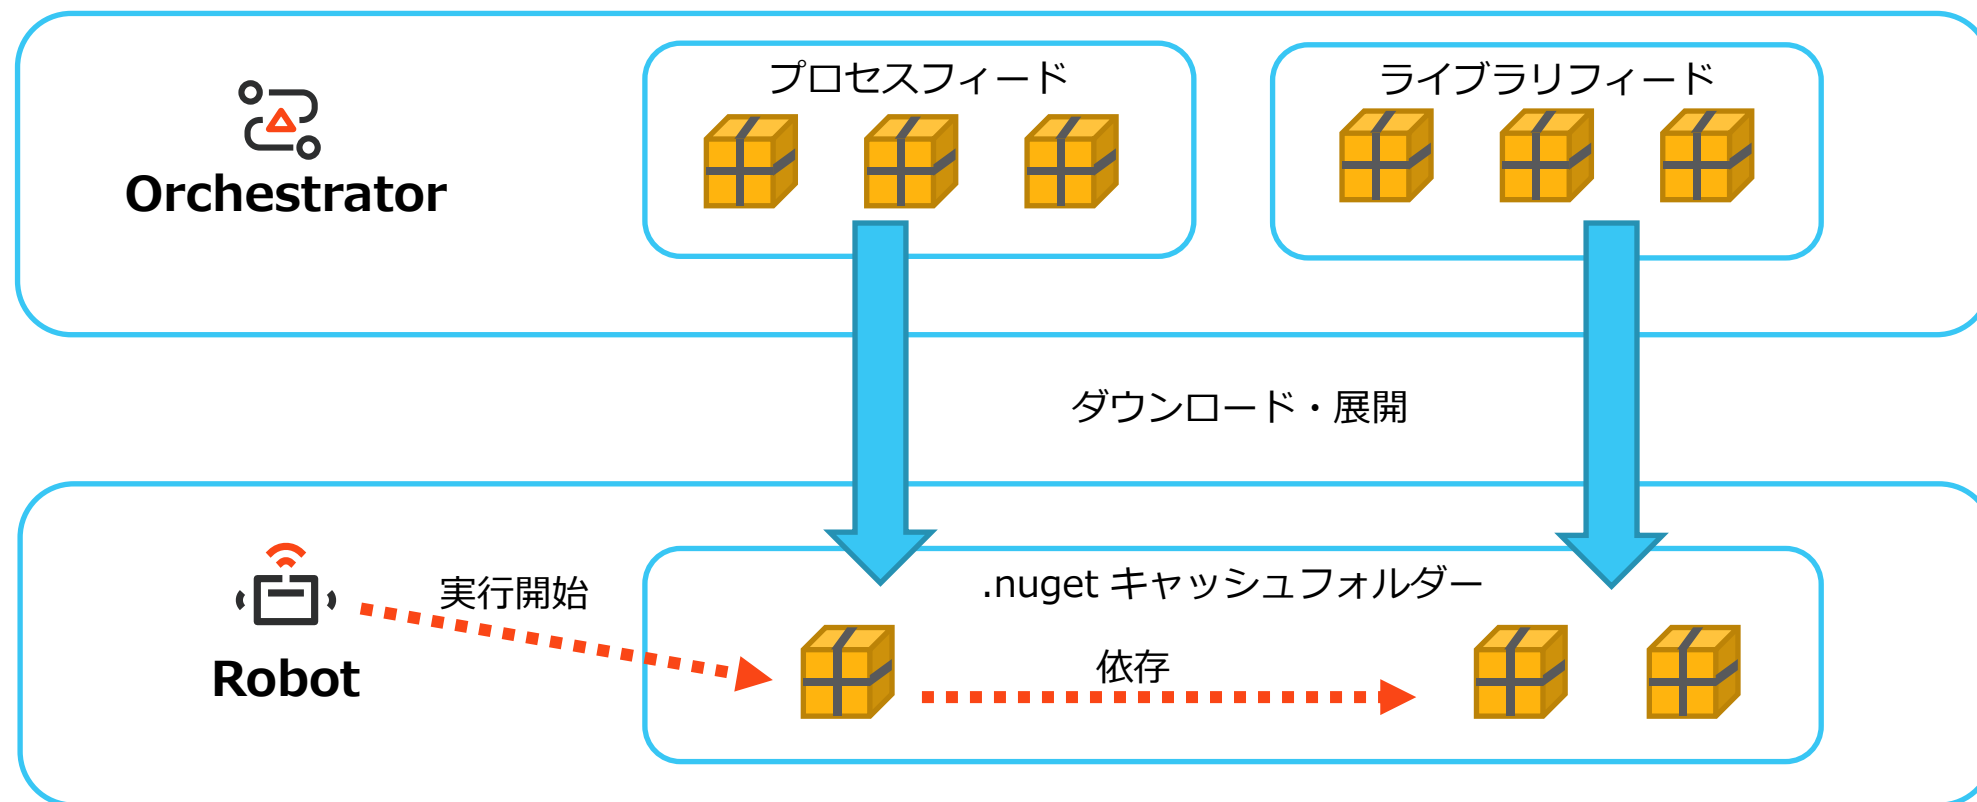 プロセスフィード
ライブラリフィード
Orchestrator
ダウンロード・展開
実行開始
.nuget キャッシュフォルダー
依存
Robot